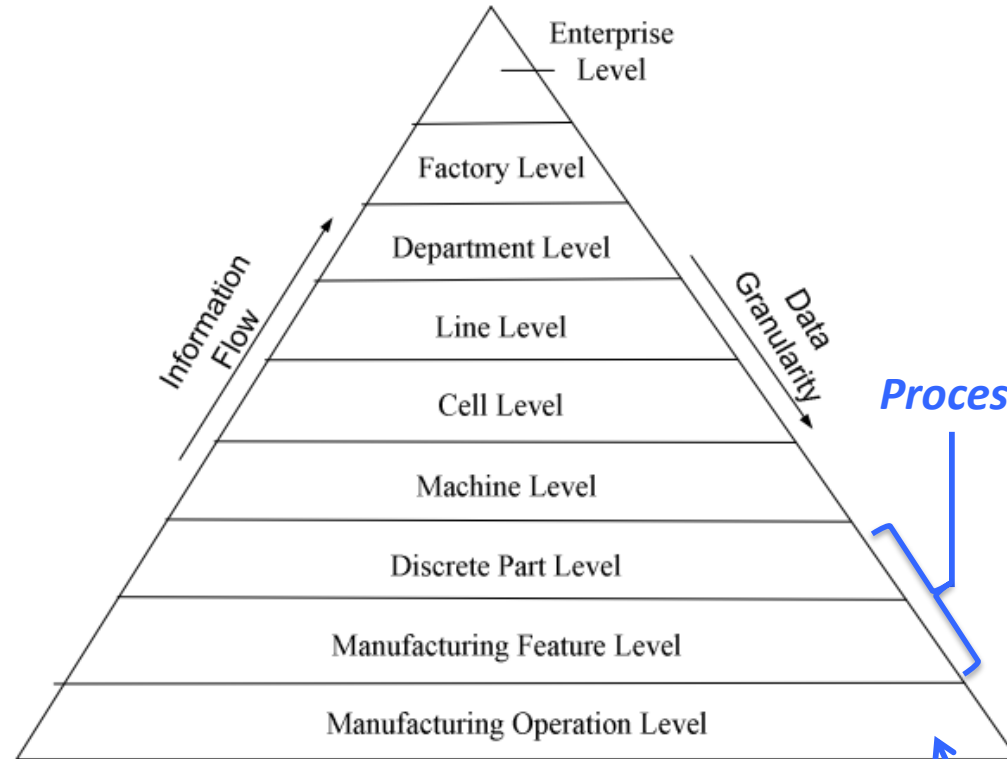 Enterprise
Level
Factory Level
Department Level
Line Level
Cell Level
Machine Level
Discrete Part Level
Manufacturing Feature Level
Manufacturing Operation Level
Information
Flow
Data
Granularity
Proces